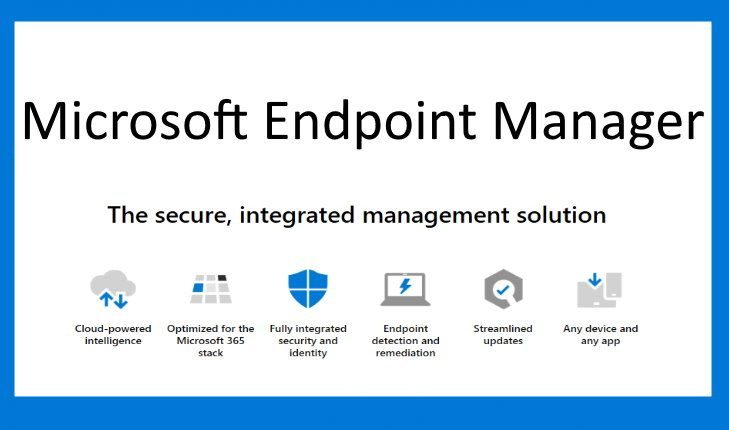 Microsoft Endpoint Manager
The secure, integrated management solution
Cloud-powered
intelligence
Optimized for the
Microsoft 365
stack
Fully integrated
security and
identity
Endpoint
detection and
remediation
Streamlined
updates
Any device and
any app